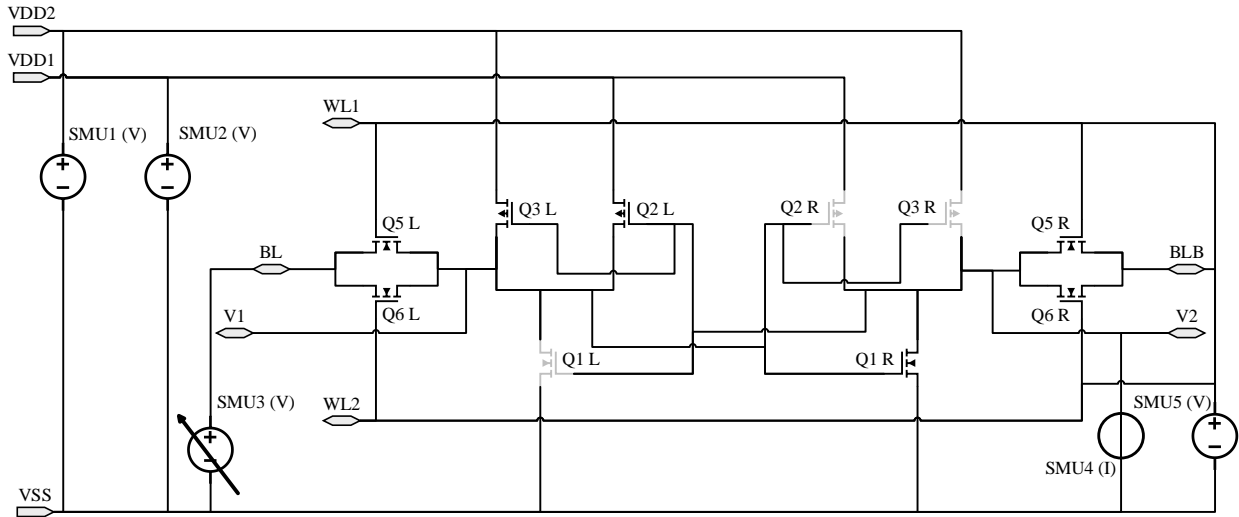 VDD2
VDD1
WL1
SMU1 (V)
SMU2 (V)
Q3 L
Q2 L
Q2 R
Q3 R
Q5 L
Q5 R
BL
BLB
Q6 L
Q6 R
V1
V2
Q1 L
Q1 R
SMU3 (V)
WL2
SMU5 (V)
SMU4 (I)
VSS